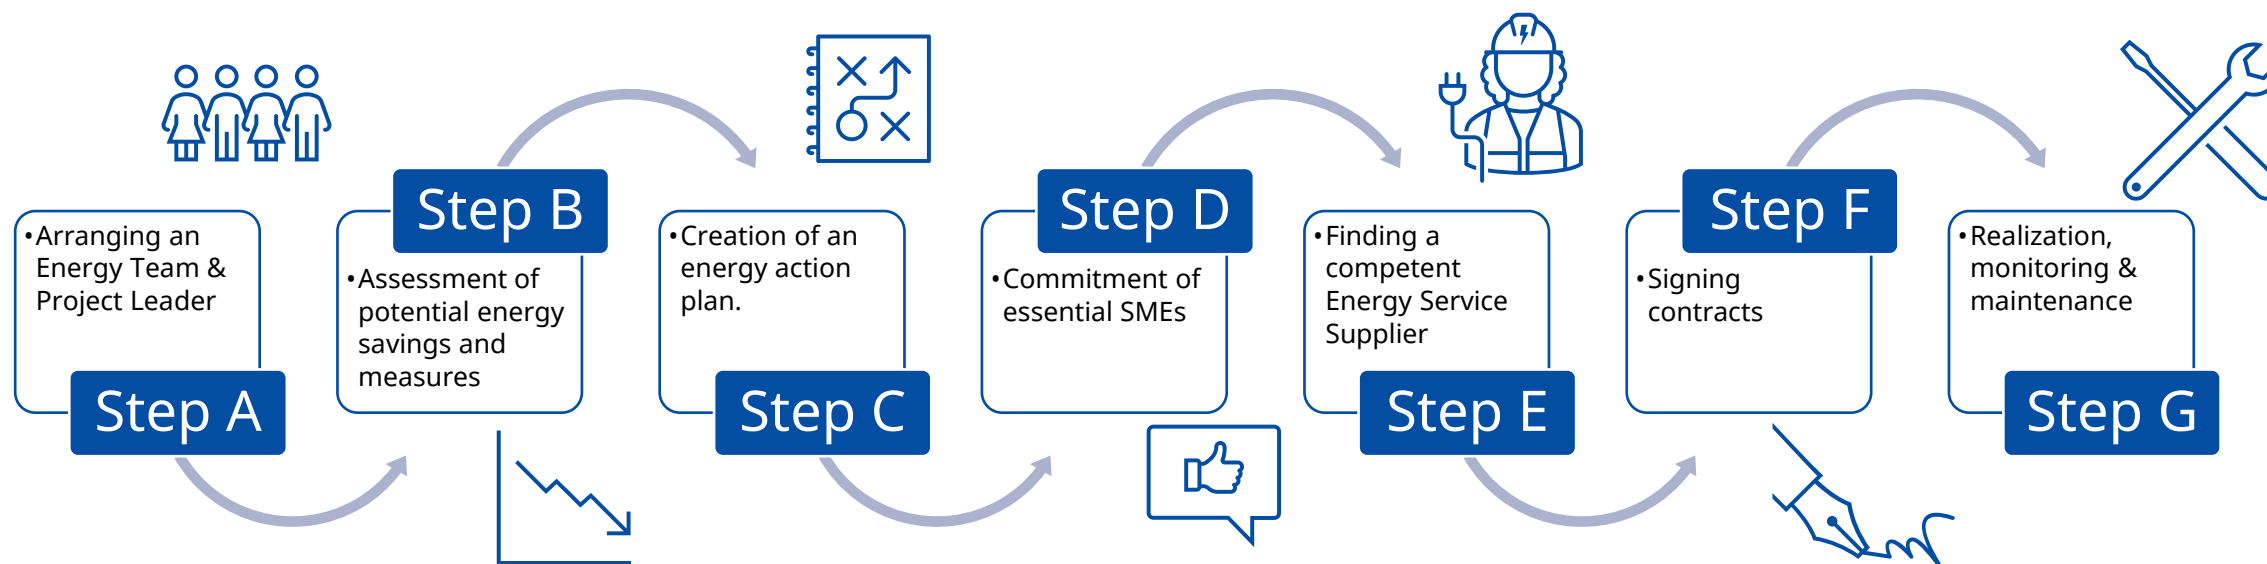 •Arranging an
Energy Team &
Project Leader
Step A
Step B
•Assessment of
potential energy
savings and
measures
•Creation of an
energy action
plan.
Step C
Step D
•Commitment of
essential SMEs
•Finding a
competent
Energy Service
Supplier
Step E
Step F
•Signing
contracts
•Realization,
monitoring &
maintenance
Step G